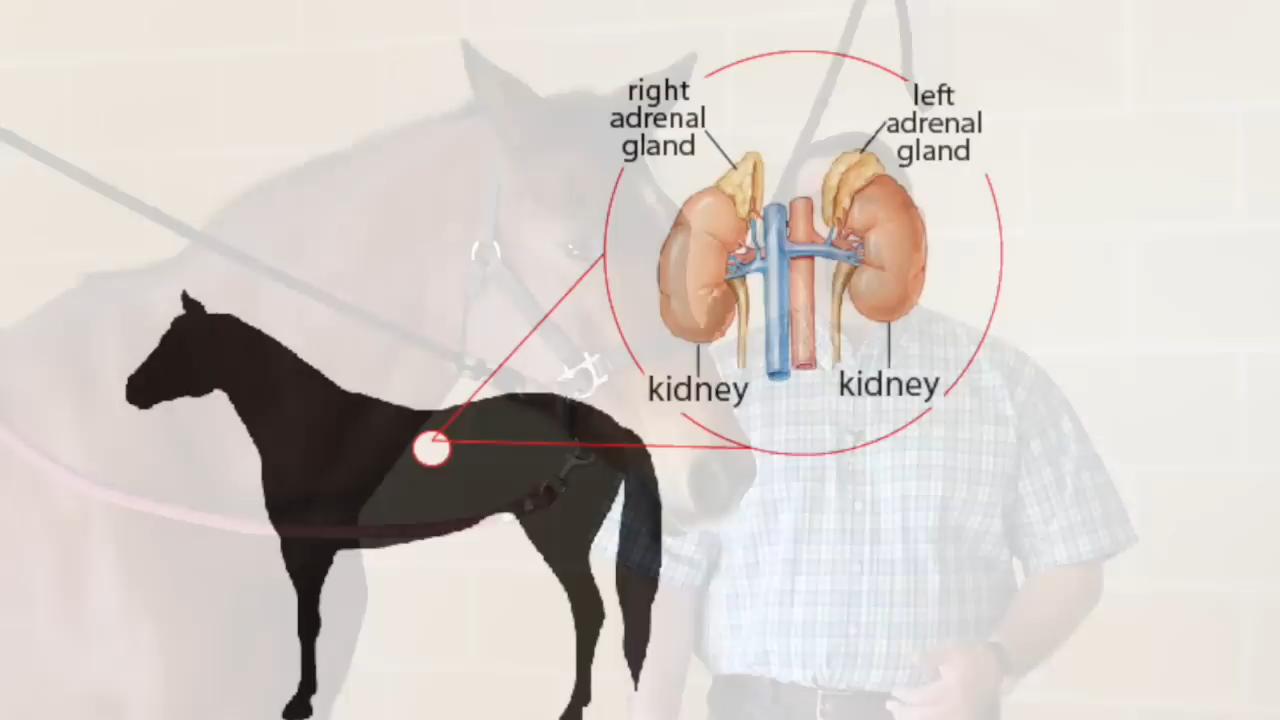 right
adrenal
gland
left
adrenal
gland
kidney
kidney